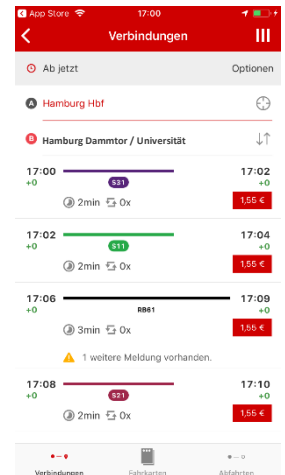 App Store 17:00
Verbindungen
Ab jetzt Optionen
A Hamburg Hbf
B Hamburg Dammtor / Universität
17:00 17:02
+0 S31 +0
2min 0x 1,55 €
17:02 17:04
+0 S11 +0
2min 0x 1,55 €
17:06 17:09
+0 RB61 +0
3min 0x 1,55 €
1 weitere Meldung vorhanden.
17:08 17:10
+0 S21 +0
2min 0x 1,55 €
Verbindungen Fahrkarten Abfahrten